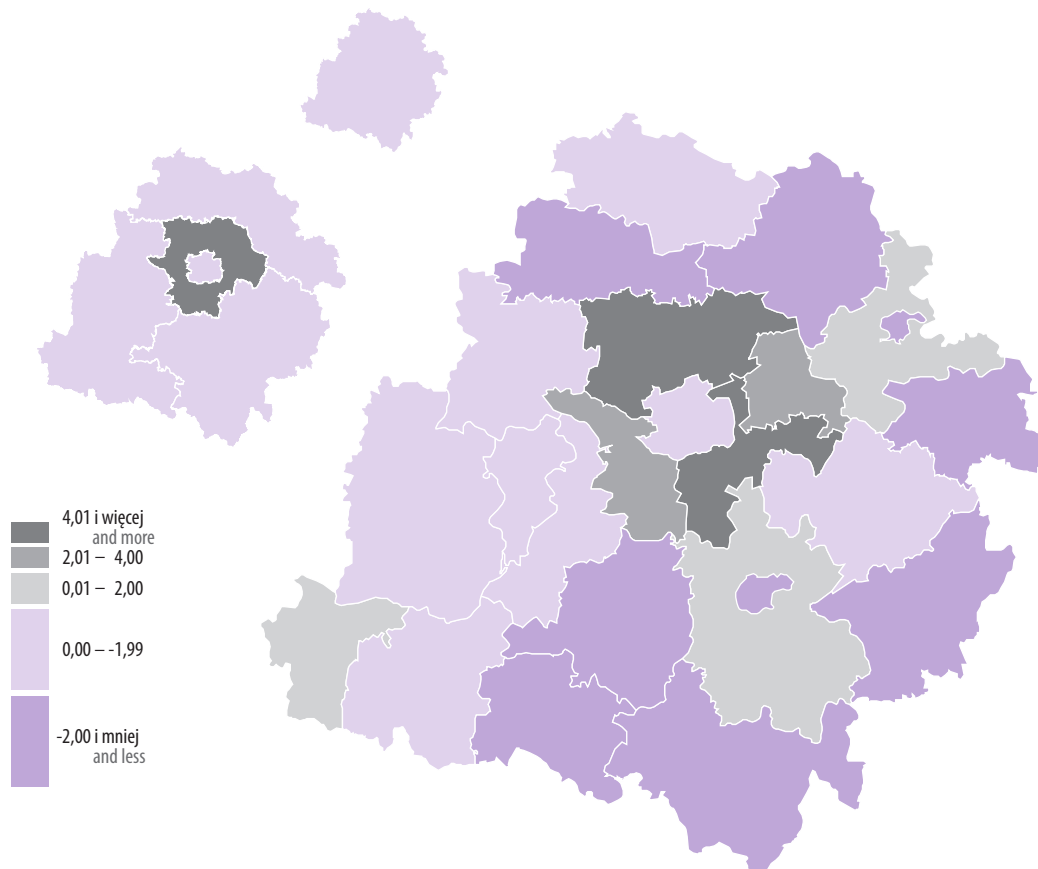 4,01 i więcej
and more
2,01 – 4,00
0,01 – 2,00
0,00 – -1,99
-2,00 i mniej
and less